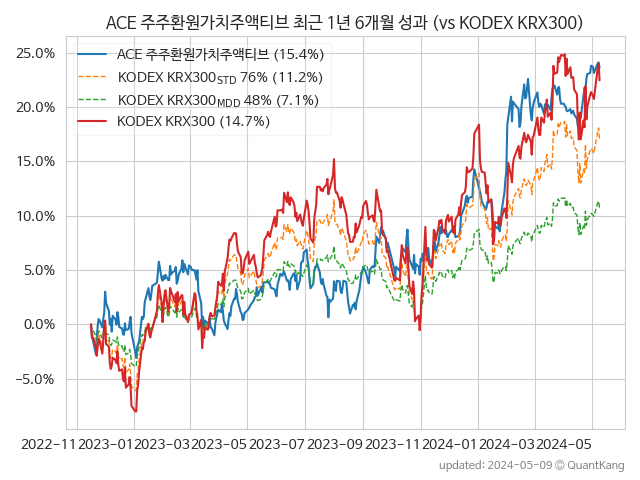 ACE 주주환원가치주액티브 최근 1년 6개월 성과 (vs KODEX KRX300)
ACE 주주환원가치주액티브 (15.4%)
KODEX KRX300STD 76% (11.2%)
KODEX KRX300MDD 48% (7.1%)
KODEX KRX300 (14.7%)
25.0%
20.0%
15.0%
10.0%
5.0%
0.0%
−5.0%
2022-11 2023-01 2023-03 2023-05 2023-07 2023-09 2023-11 2024-01 2024-03 2024-05
updated: 2024-05-09 © QuantKang